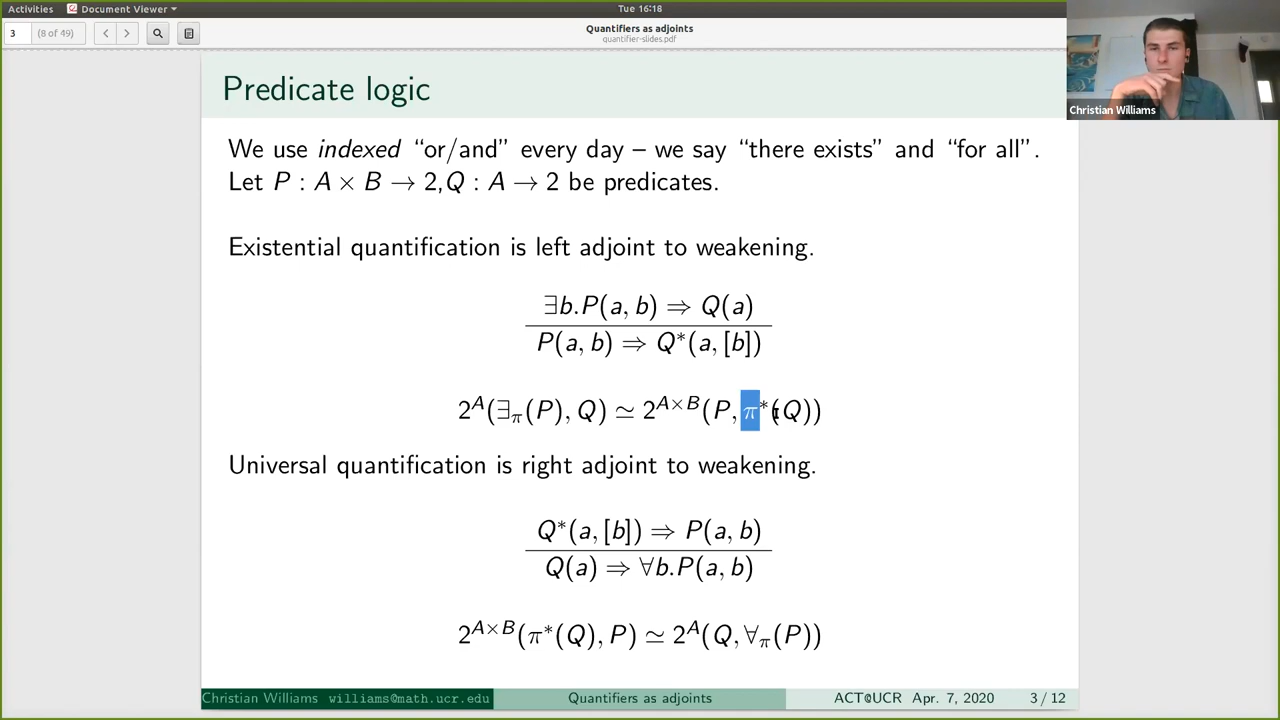 Activities Document Viewer Tue 16:18
3 (8 of 49) Quantifiers as adjoints
quantifier-slides.pdf
Christian Williams
Predicate logic
We use indexed “or/and” every day – we say “there exists” and “for all”.
Let P : A × B → 2, Q : A → 2 be predicates.
Existential quantification is left adjoint to weakening.
∃b.P(a, b) ⇒ Q(a)
P(a, b) ⇒ Q*(a, [b])
2^A(∃_π(P), Q) ≃ 2^{A×B}(P, π*(Q))
Universal quantification is right adjoint to weakening.
Q*(a, [b]) ⇒ P(a, b)
Q(a) ⇒ ∀b.P(a, b)
2^{A×B}(π*(Q), P) ≃ 2^A(Q, ∀_π(P))
Christian Williams williams@math.ucr.edu Quantifiers as adjoints ACT@UCR Apr. 7, 2020 3 / 12